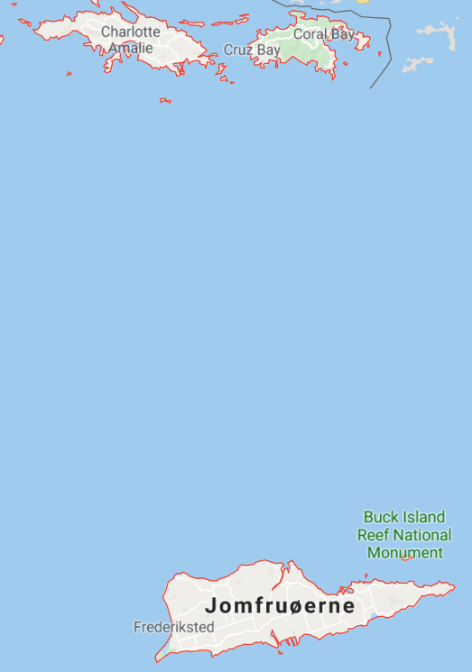 Charlotte
Amalie
Coral Bay
Cruz Bay
Buck Island
Reef National
Monument
Jomfruøerne
Frederiksted